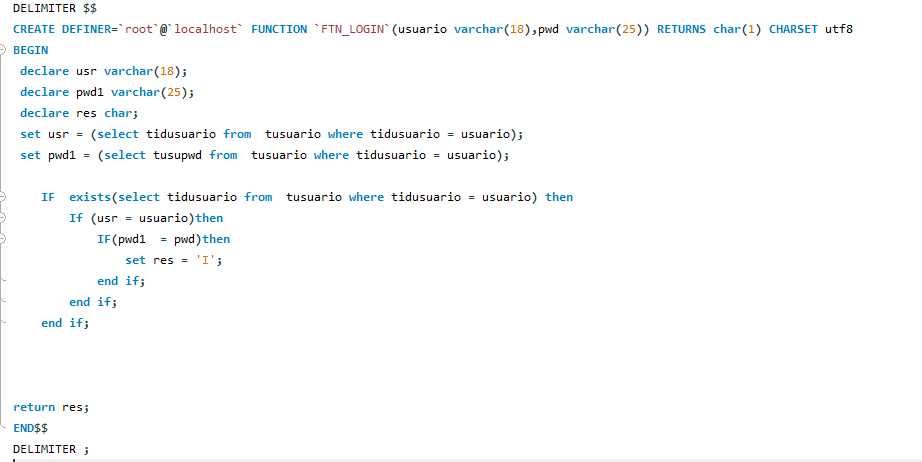 DELIMITER $$
CREATE DEFINER=`root`@`localhost` FUNCTION `FTN_LOGIN`(usuario varchar(18),pwd varchar(25)) RETURNS char(1) CHARSET utf8
BEGIN
declare usr varchar(18);
declare pwd1 varchar(25);
declare res char;
set usr = (select tidusuario from  tusuario where tidusuario = usuario);
set pwd1 = (select tusupwd from  tusuario where tidusuario = usuario);
IF  exists(select tidusuario from  tusuario where tidusuario = usuario) then
If (usr = usuario)then
IF(pwd1  = pwd)then
set res = 'I';
end if;
end if;
end if;
return res;
END$$
DELIMITER ;